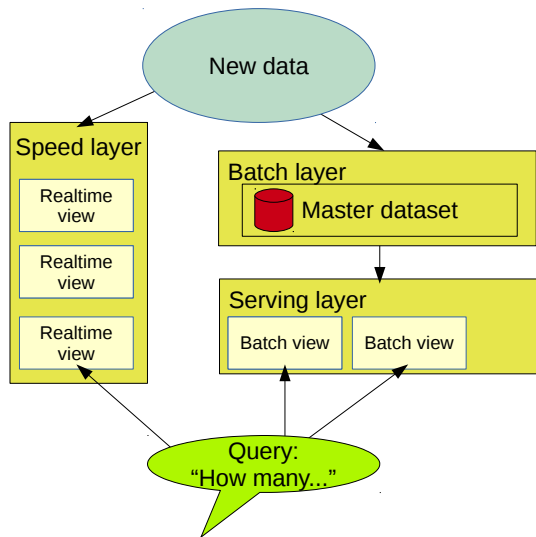 New data
Speed layer
Realtime
view
Realtime
view
Realtime
view
Batch layer
Master dataset
Serving layer
Batch view
Batch view
Query:
“How many...”